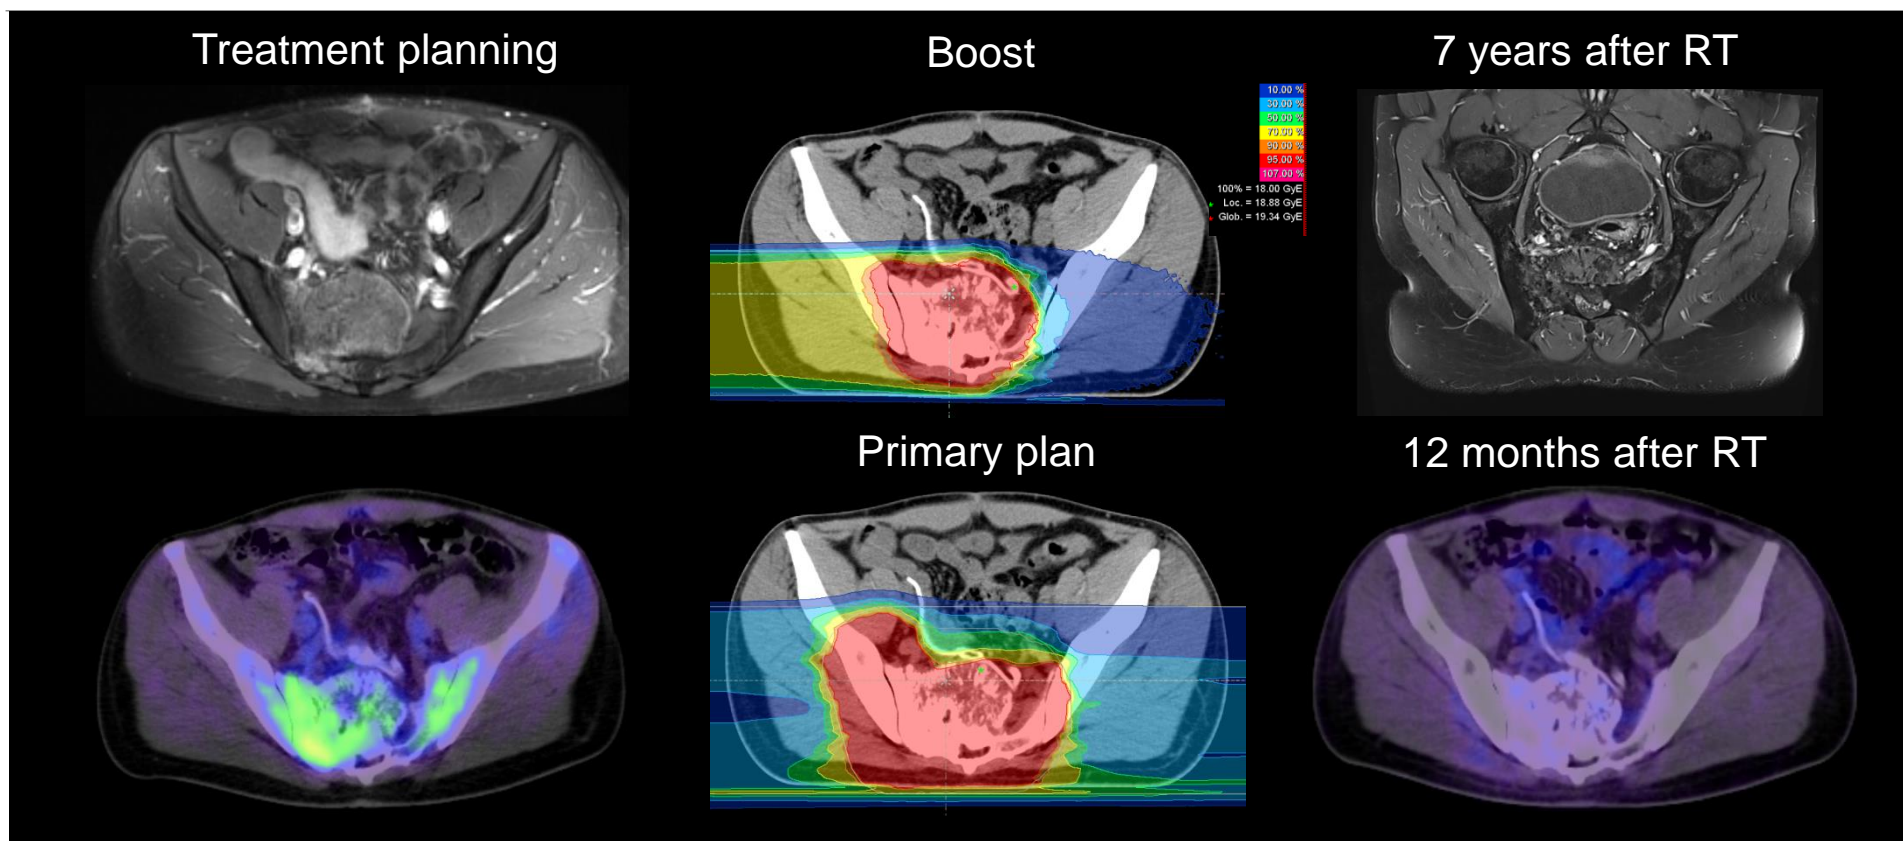 Treatment planning
Boost
7 years after RT
10.00 %
30.00 %
50.00 %
70.00 %
90.00 %
95.00 %
107.00 %
100% = 18.00 GyE
Loc. = 18.88 GyE
Glob. = 19.34 GyE
Primary plan
12 months after RT